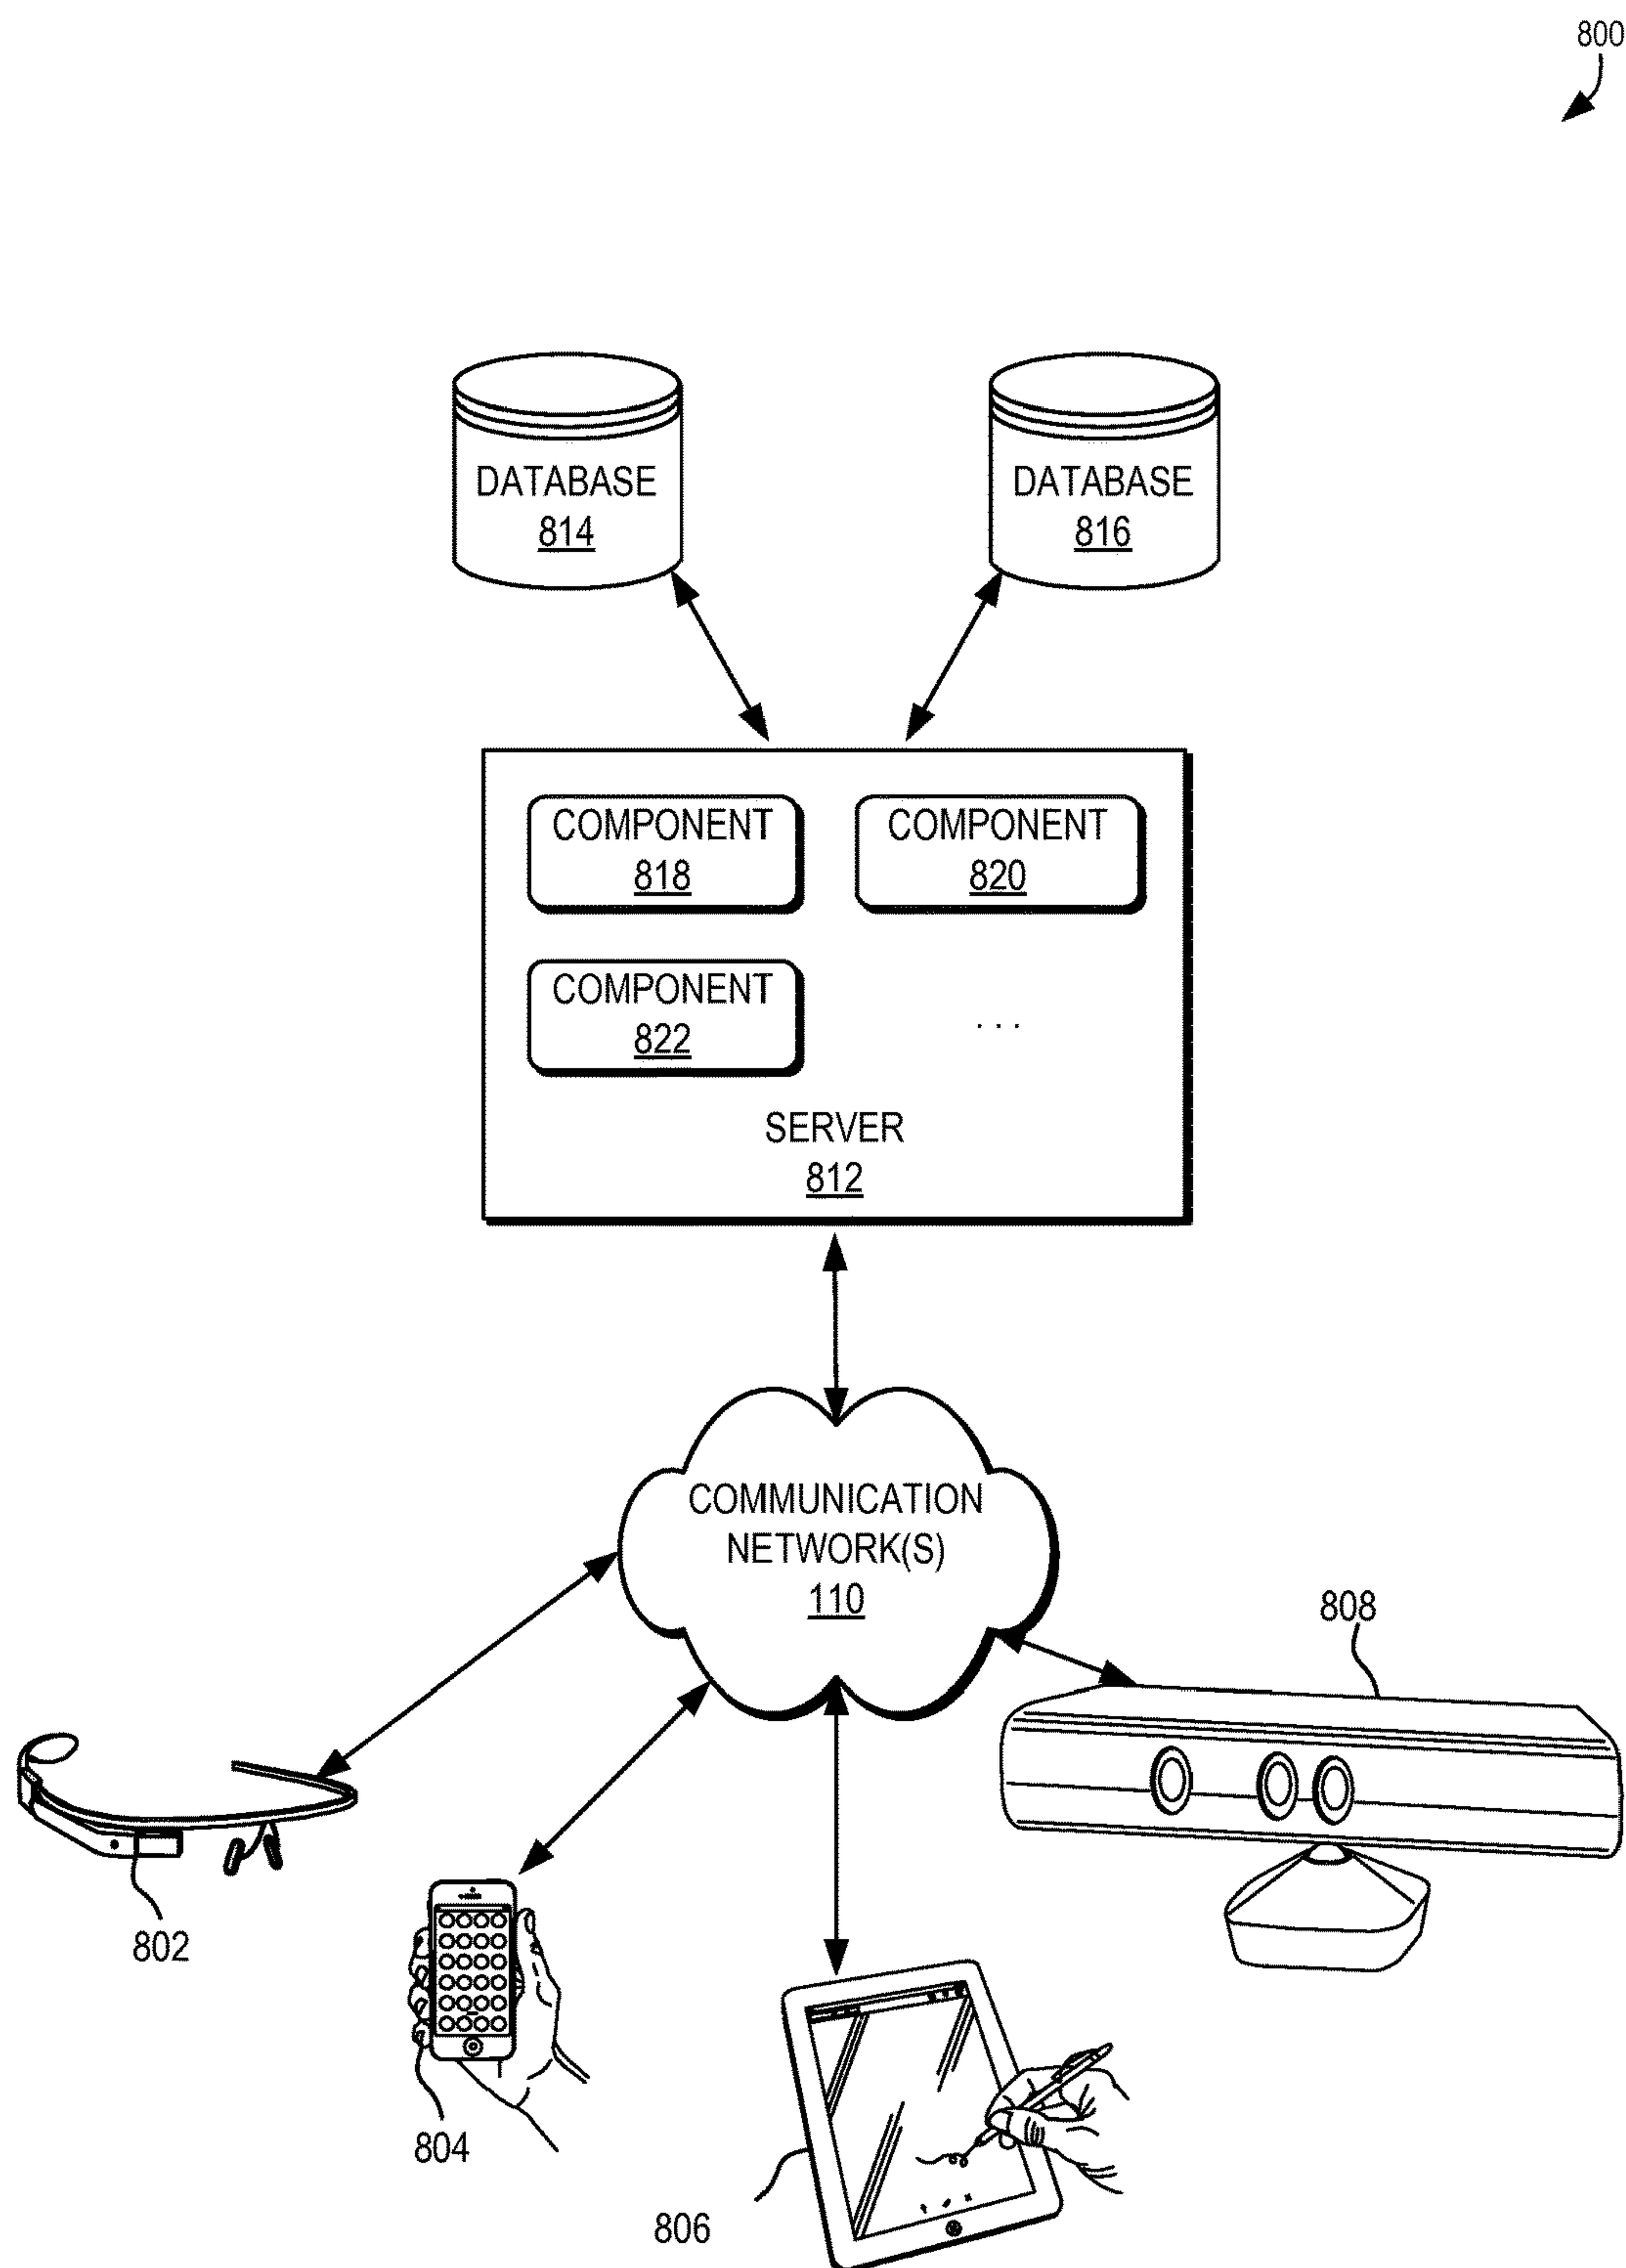 800
DATABASE
814
DATABASE
816
COMPONENT
818
COMPONENT
820
COMPONENT
822
. . .
SERVER
812
COMMUNICATION
NETWORK(S)
110
808
802
804
806